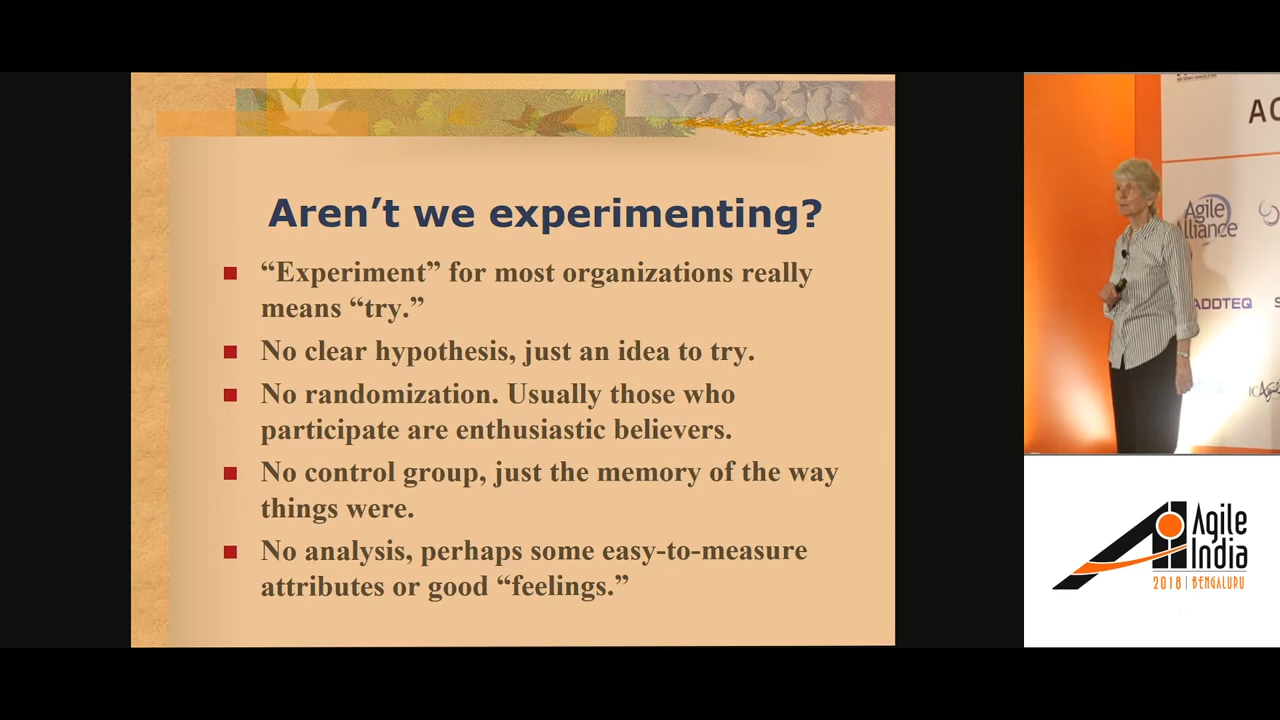 Aren’t we experimenting?
“Experiment” for most organizations really
means “try.”
No clear hypothesis, just an idea to try.
No randomization. Usually those who
participate are enthusiastic believers.
No control group, just the memory of the way
things were.
No analysis, perhaps some easy-to-measure
attributes or good “feelings.”
Agile
Alliance
ADDTEQ
ICAgile
Agile
India
2018 | BENGALURU